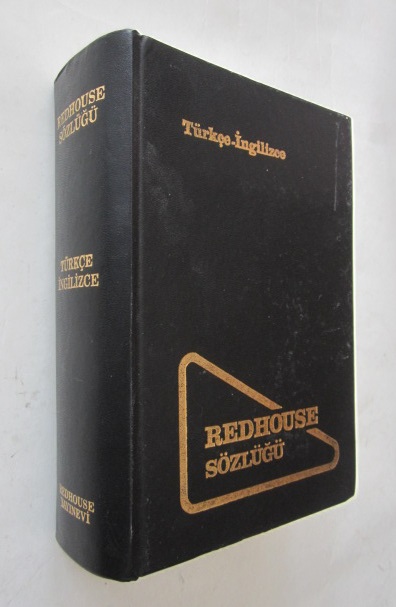 REDHOUSE
SÖZLÜĞÜ
TÜRKÇE
İNGİLİZCE
REDHOUSE
YAYINEVİ
Türkçe-İngilizce
REDHOUSE
SÖZLÜĞÜ